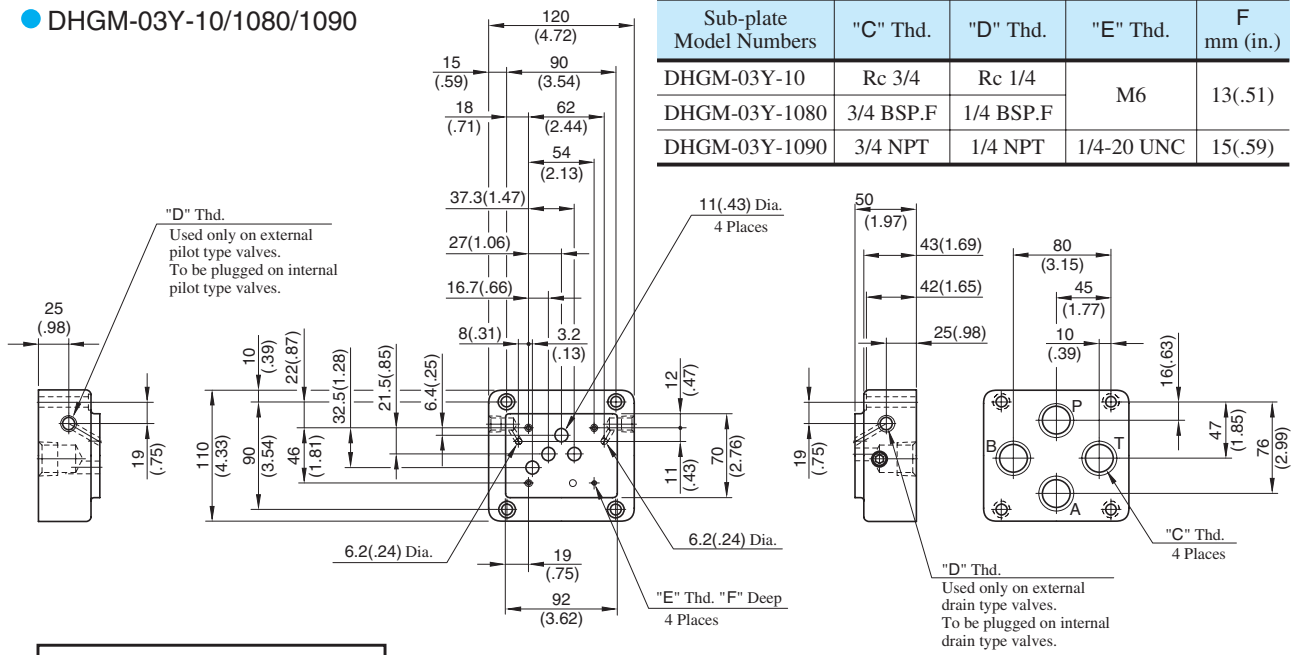 DHGM-03Y-10/1080/1090
Sub-plate Model Numbers "C" Thd. "D" Thd. "E" Thd. F mm (in.)
DHGM-03Y-10 Rc 3/4 Rc 1/4 M6 13(.51)
DHGM-03Y-1080 3/4 BSP.F 1/4 BSP.F
DHGM-03Y-1090 3/4 NPT 1/4 NPT 1/4-20 UNC 15(.59)
"D" Thd.
Used only on external
pilot type valves.
To be plugged on internal
pilot type valves.
25
(.98)
19
(.75)
120
(4.72)
15
(.59)
90
(3.54)
18
(.71)
62
(2.44)
54
(2.13)
37.3(1.47)
27(1.06)
16.7(.66)
8(.31)
3.2
(.13)
11(.43) Dia.
4 Places
110
(4.33)
10
(.39)
90
(3.54)
22(.87)
46
(1.81)
32.5(1.28)
21.5(.85)
6.4(.25)
12
(.47)
11
(.43)
70
(2.76)
6.2(.24) Dia.
6.2(.24) Dia.
19
(.75)
92
(3.62)
"E" Thd. "F" Deep
4 Places
50
(1.97)
43(1.69)
42(1.65)
25(.98)
19
(.75)
"D" Thd.
Used only on external
drain type valves.
To be plugged on internal
drain type valves.
80
(3.15)
45
(1.77)
10
(.39)
16(.63)
47
(1.85)
76
(2.99)
P
B
T
A
"C" Thd.
4 Places